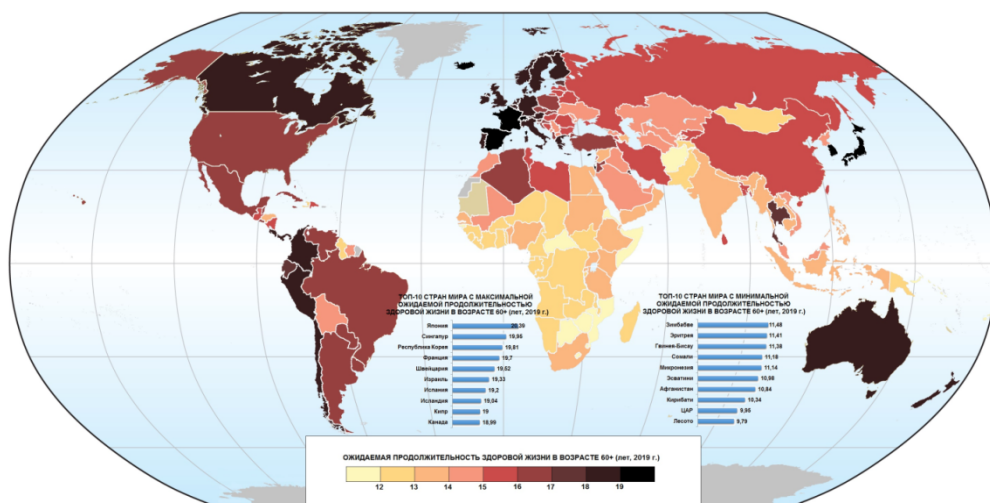 ТОП-10 СТРАН МИРА С МАКСИМАЛЬНОЙ
ОЖИДАЕМОЙ ПРОДОЛЖИТЕЛЬНОСТЬЮ
ЗДОРОВОЙ ЖИЗНИ В ВОЗРАСТЕ 60+ (лет, 2019 г.)
Япония 20,39
Сингапур 19,95
Республика Корея 19,81
Франция 19,7
Швейцария 19,52
Израиль 19,33
Испания 19,2
Исландия 19,04
Кипр 19
Канада 18,99
ТОП-10 СТРАН МИРА С МИНИМАЛЬНОЙ
ОЖИДАЕМОЙ ПРОДОЛЖИТЕЛЬНОСТЬЮ
ЗДОРОВОЙ ЖИЗНИ В ВОЗРАСТЕ 60+ (лет, 2019 г.)
Зимбабве 11,48
Эритрея 11,41
Гвинея-Бисау 11,38
Сомали 11,18
Микронезия 11,14
Эсватини 10,98
Афганистан 10,84
Кирибати 10,34
ЦАР 9,95
Лесото 9,79
ОЖИДАЕМАЯ ПРОДОЛЖИТЕЛЬНОСТЬ ЗДОРОВОЙ ЖИЗНИ В ВОЗРАСТЕ 60+ (лет, 2019 г.)
12 13 14 15 16 17 18 19